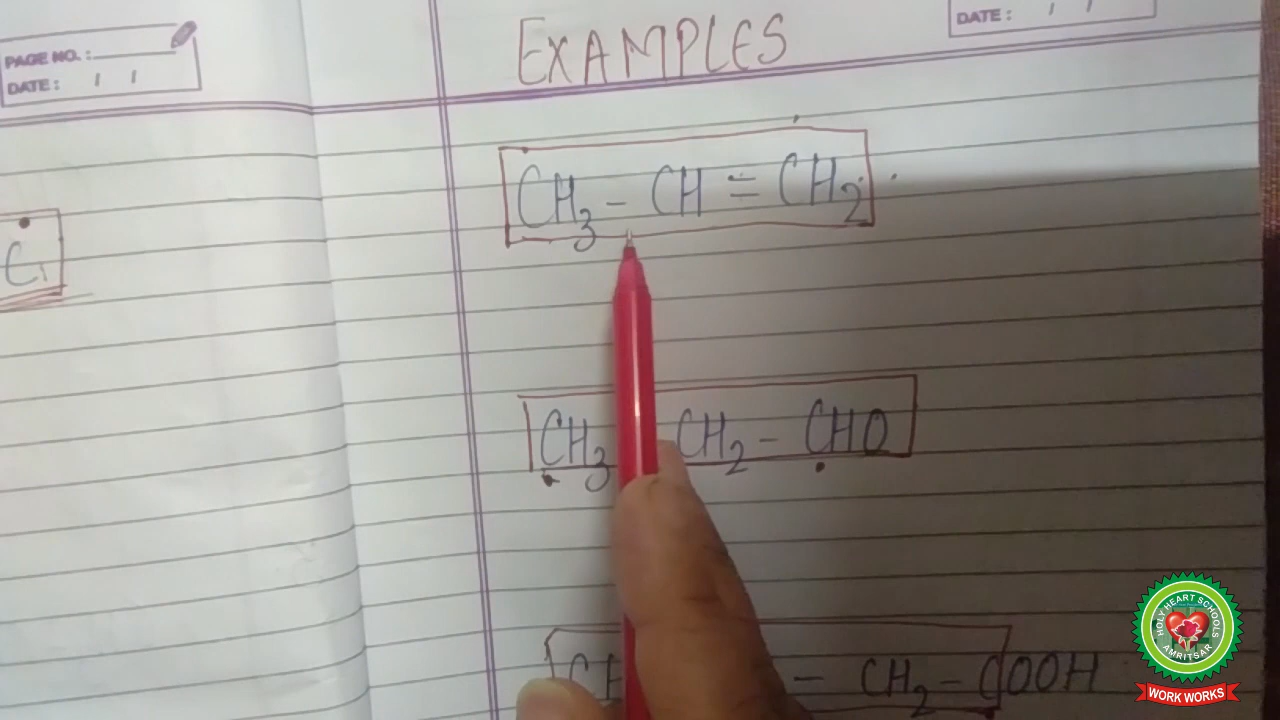 PAGE NO.:
DATE:
DATE:
EXAMPLES
CH3 - CH = CH2.
C
CH3 CH2 - CHO
- CH2 - COOH
HOLY HEART SCHOOLS
AMRITSAR
WORK WORKS